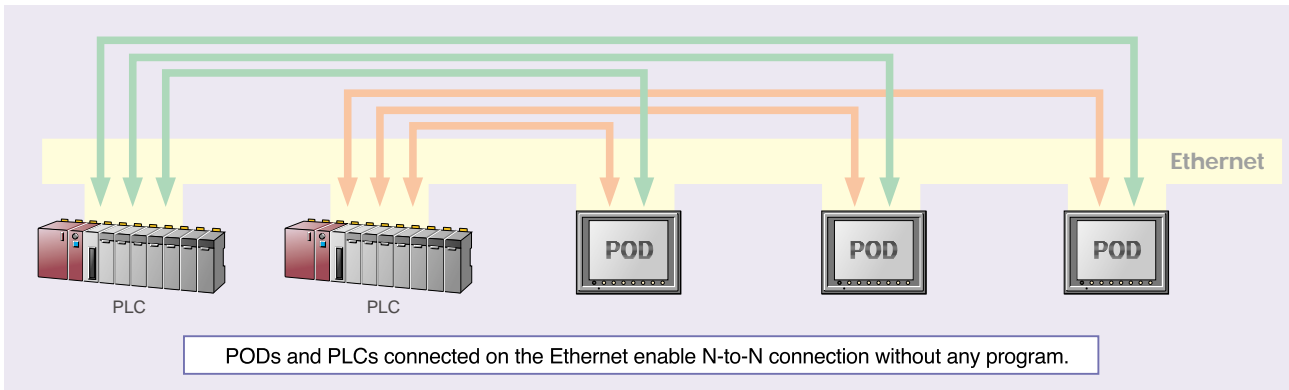 Ethernet
POD
POD
POD
PLC
PLC
PODs and PLCs connected on the Ethernet enable N-to-N connection without any program.